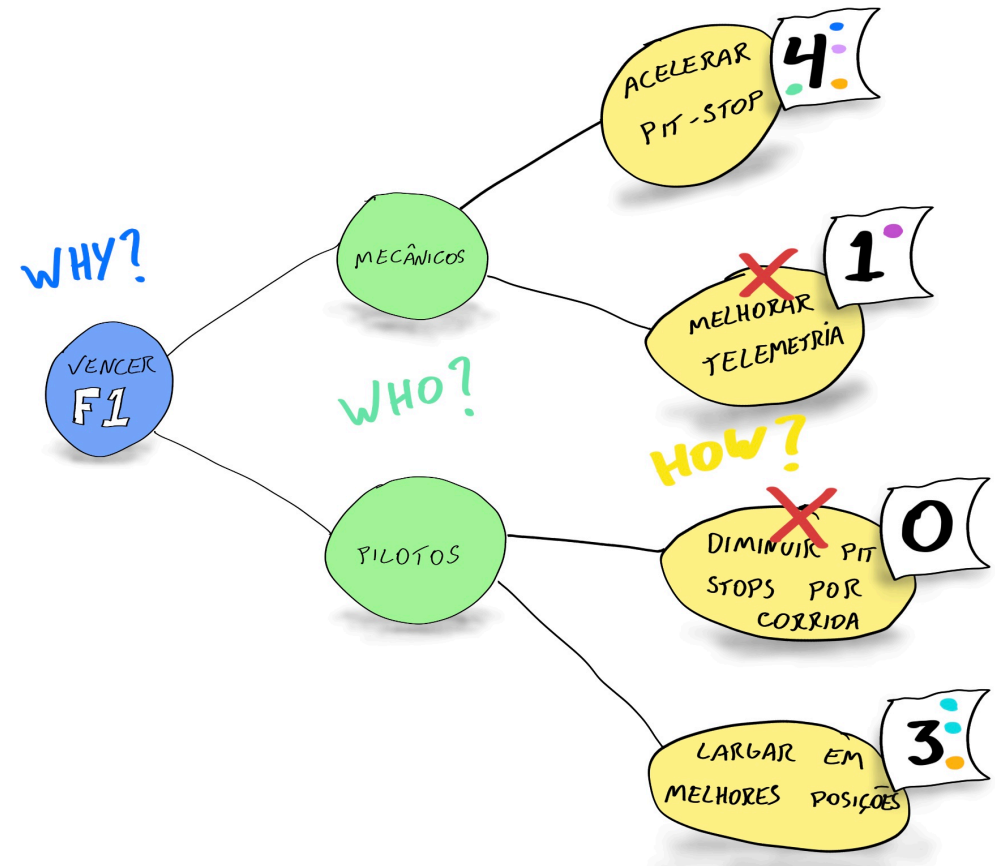 WHY?
VENCER
F1
MECÂNICOS
WHO?
PILOTOS
ACELERAR
PIT-STOP
4
MELHORAR
TELEMETRIA
1
HOW?
DIMINUIR PIT
STOPS POR
CORRIDA
0
LARGAR EM
MELHORES POSIÇÕES
3